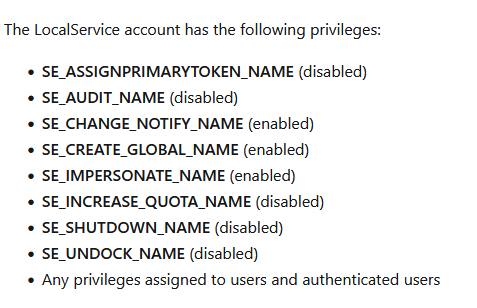 The LocalService account has the following privileges:
• SE_ASSIGNPRIMARYTOKEN_NAME (disabled)
• SE_AUDIT_NAME (disabled)
• SE_CHANGE_NOTIFY_NAME (enabled)
• SE_CREATE_GLOBAL_NAME (enabled)
• SE_IMPERSONATE_NAME (enabled)
• SE_INCREASE_QUOTA_NAME (disabled)
• SE_SHUTDOWN_NAME (disabled)
• SE_UNDOCK_NAME (disabled)
• Any privileges assigned to users and authenticated users